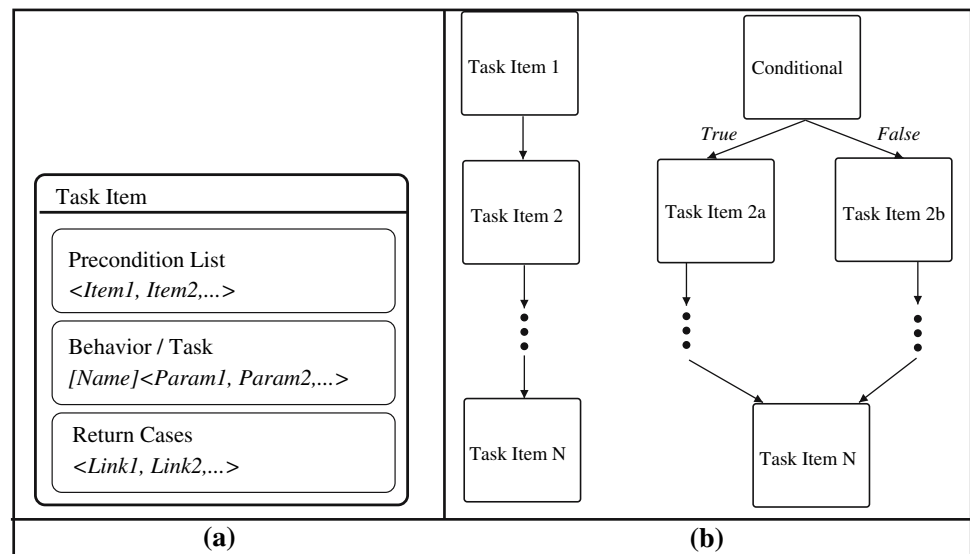 Task Item
Precondition List
<Item1, Item2,...>
Behavior / Task
[Name]<Param1, Param2,...>
Return Cases
<Link1, Link2,...>
(a)
Task Item 1
Task Item 2
Task Item N
Conditional
True
False
Task Item 2a
Task Item 2b
Task Item N
(b)